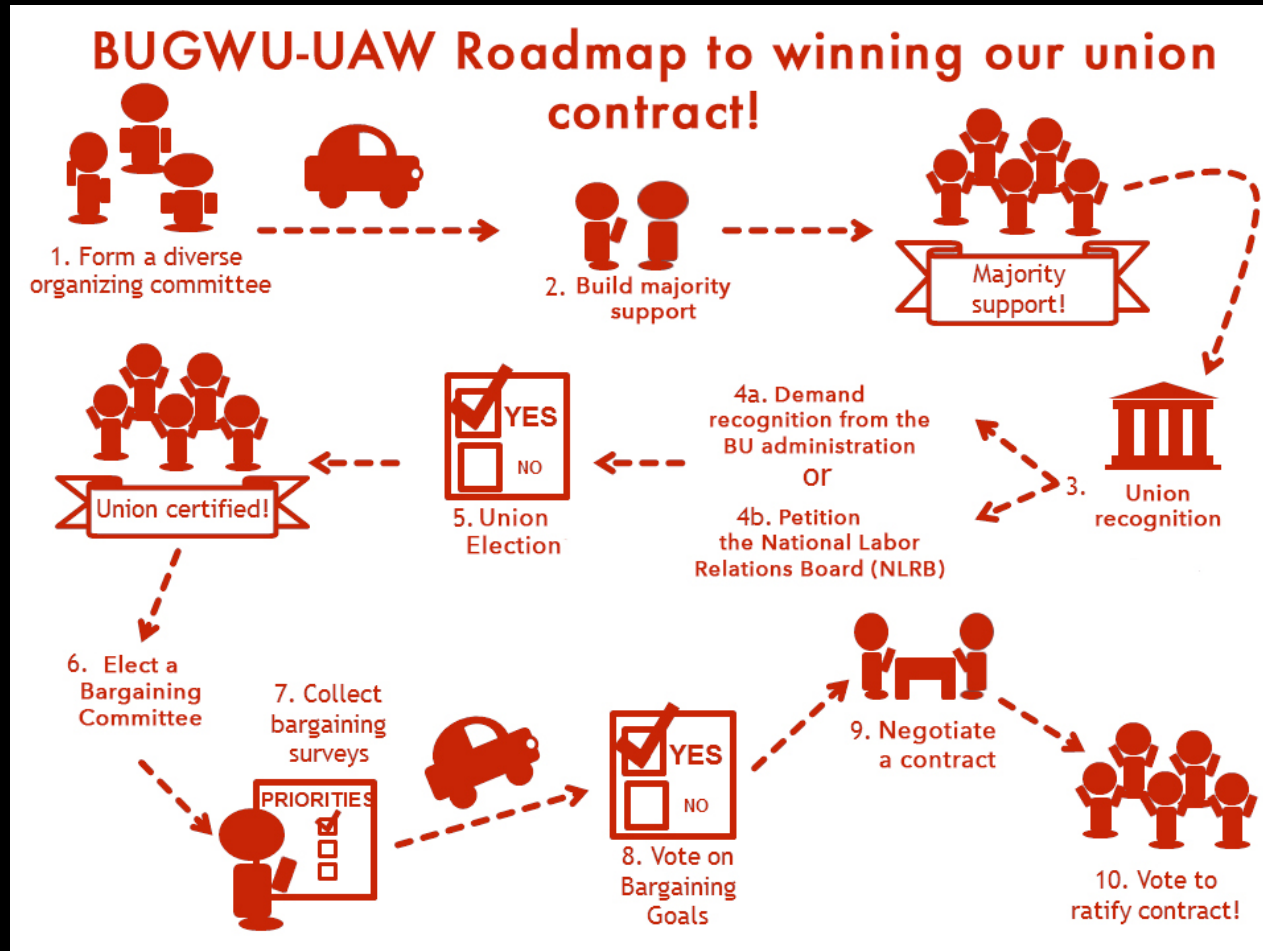 BUGWU-UAW Roadmap to winning our union
contract!
1. Form a diverse
organizing committee
2. Build majority
support
Majority
support!
3. Union
recognition
4a. Demand
recognition from the
BU administration
or
4b. Petition
the National Labor
Relations Board (NLRB)
YES
NO
5. Union
Election
Union certified!
6. Elect a
Bargaining
Committee
7. Collect
bargaining
surveys
PRIORITIES
YES
NO
8. Vote on
Bargaining
Goals
9. Negotiate
a contract
10. Vote to
ratify contract!